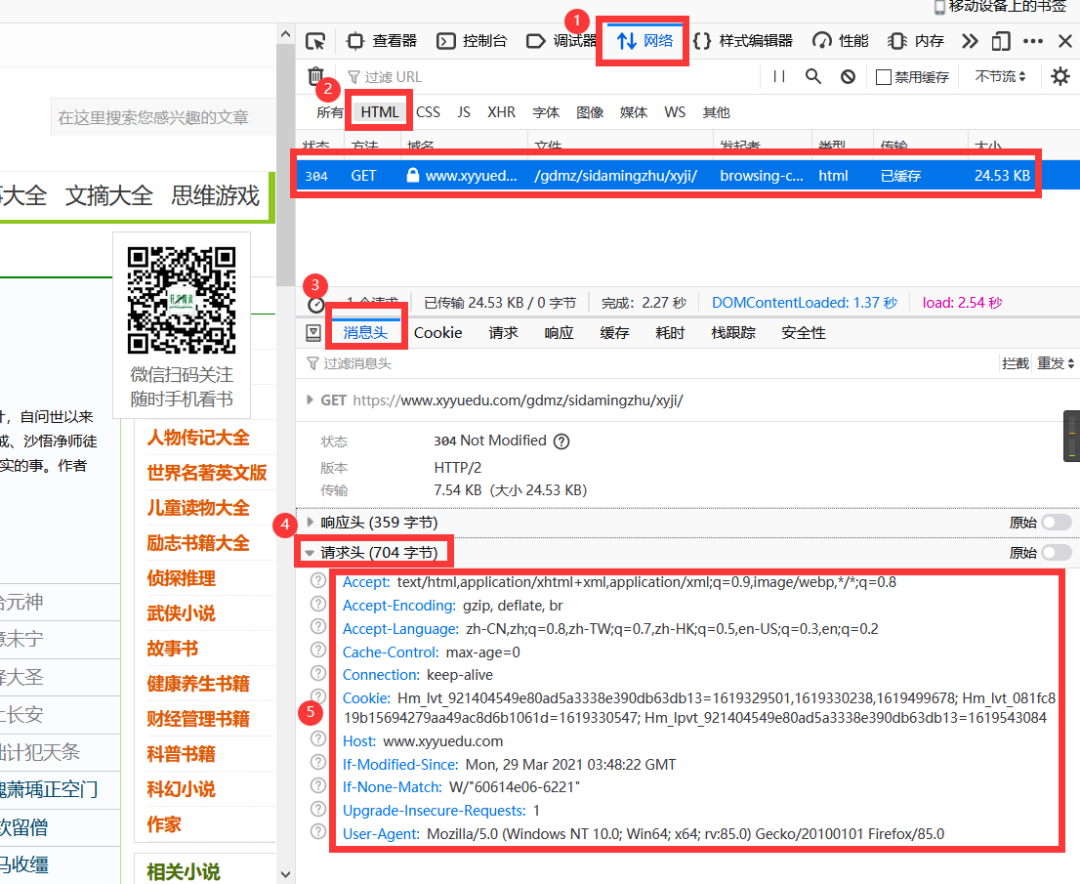 移动设备上的书签
1
查看器 控制台 调试器 网络 样式编辑器 性能 内存
2
过滤 URL
禁用缓存 不节流
所有 HTML CSS JS XHR 字体 图像 媒体 WS 其他
在这里搜索您感兴趣的文章
状态 方法 域名 文件 发起者 类型 传输 大小
304 GET www.xyyued... /gdmz/sidamingzhu/xyji/ browsing-c... html 已缓存 24.53 KB
大全 文摘大全 思维游戏
微信扫码关注
随时手机看书
3
1 个请求 已传输 24.53 KB / 0 字节 完成：2.27 秒 DOMContentLoaded: 1.37 秒 load: 2.54 秒
消息头 Cookie 请求 响应 缓存 耗时 栈跟踪 安全性
过滤消息头
拦截 重发
GET https://www.xyyuedu.com/gdmz/sidamingzhu/xyji/
状态 304 Not Modified
版本 HTTP/2
传输 7.54 KB（大小 24.53 KB）
4
响应头 (359 字节) 原始
请求头 (704 字节) 原始
5
Accept: text/html,application/xhtml+xml,application/xml;q=0.9,image/webp,*/*;q=0.8
Accept-Encoding: gzip, deflate, br
Accept-Language: zh-CN,zh;q=0.8,zh-TW;q=0.7,zh-HK;q=0.5,en-US;q=0.3,en;q=0.2
Cache-Control: max-age=0
Connection: keep-alive
Cookie: Hm_lvt_921404549e80ad5a3338e390db63db13=1619329501,1619330238,1619499678; Hm_lvt_081fc8
19b15694279aa49ac8d6b1061d=1619330547; Hm_lpvt_921404549e80ad5a3338e390db63db13=1619543084
Host: www.xyyuedu.com
If-Modified-Since: Mon, 29 Mar 2021 03:48:22 GMT
If-None-Match: W/"60614e06-6221"
Upgrade-Insecure-Requests: 1
User-Agent: Mozilla/5.0 (Windows NT 10.0; Win64; x64; rv:85.0) Gecko/20100101 Firefox/85.0
，自问世以来
戒、沙悟净师徒
实的事。作者
人物传记大全
世界名著英文版
儿童读物大全
励志书籍大全
侦探推理
武侠小说
故事书
健康养生书籍
财经管理书籍
科普书籍
科幻小说
作家
相关小说
合元神
意未宁
大圣
长安
计犯天条
萧瑀正空门
留僧
马收缰